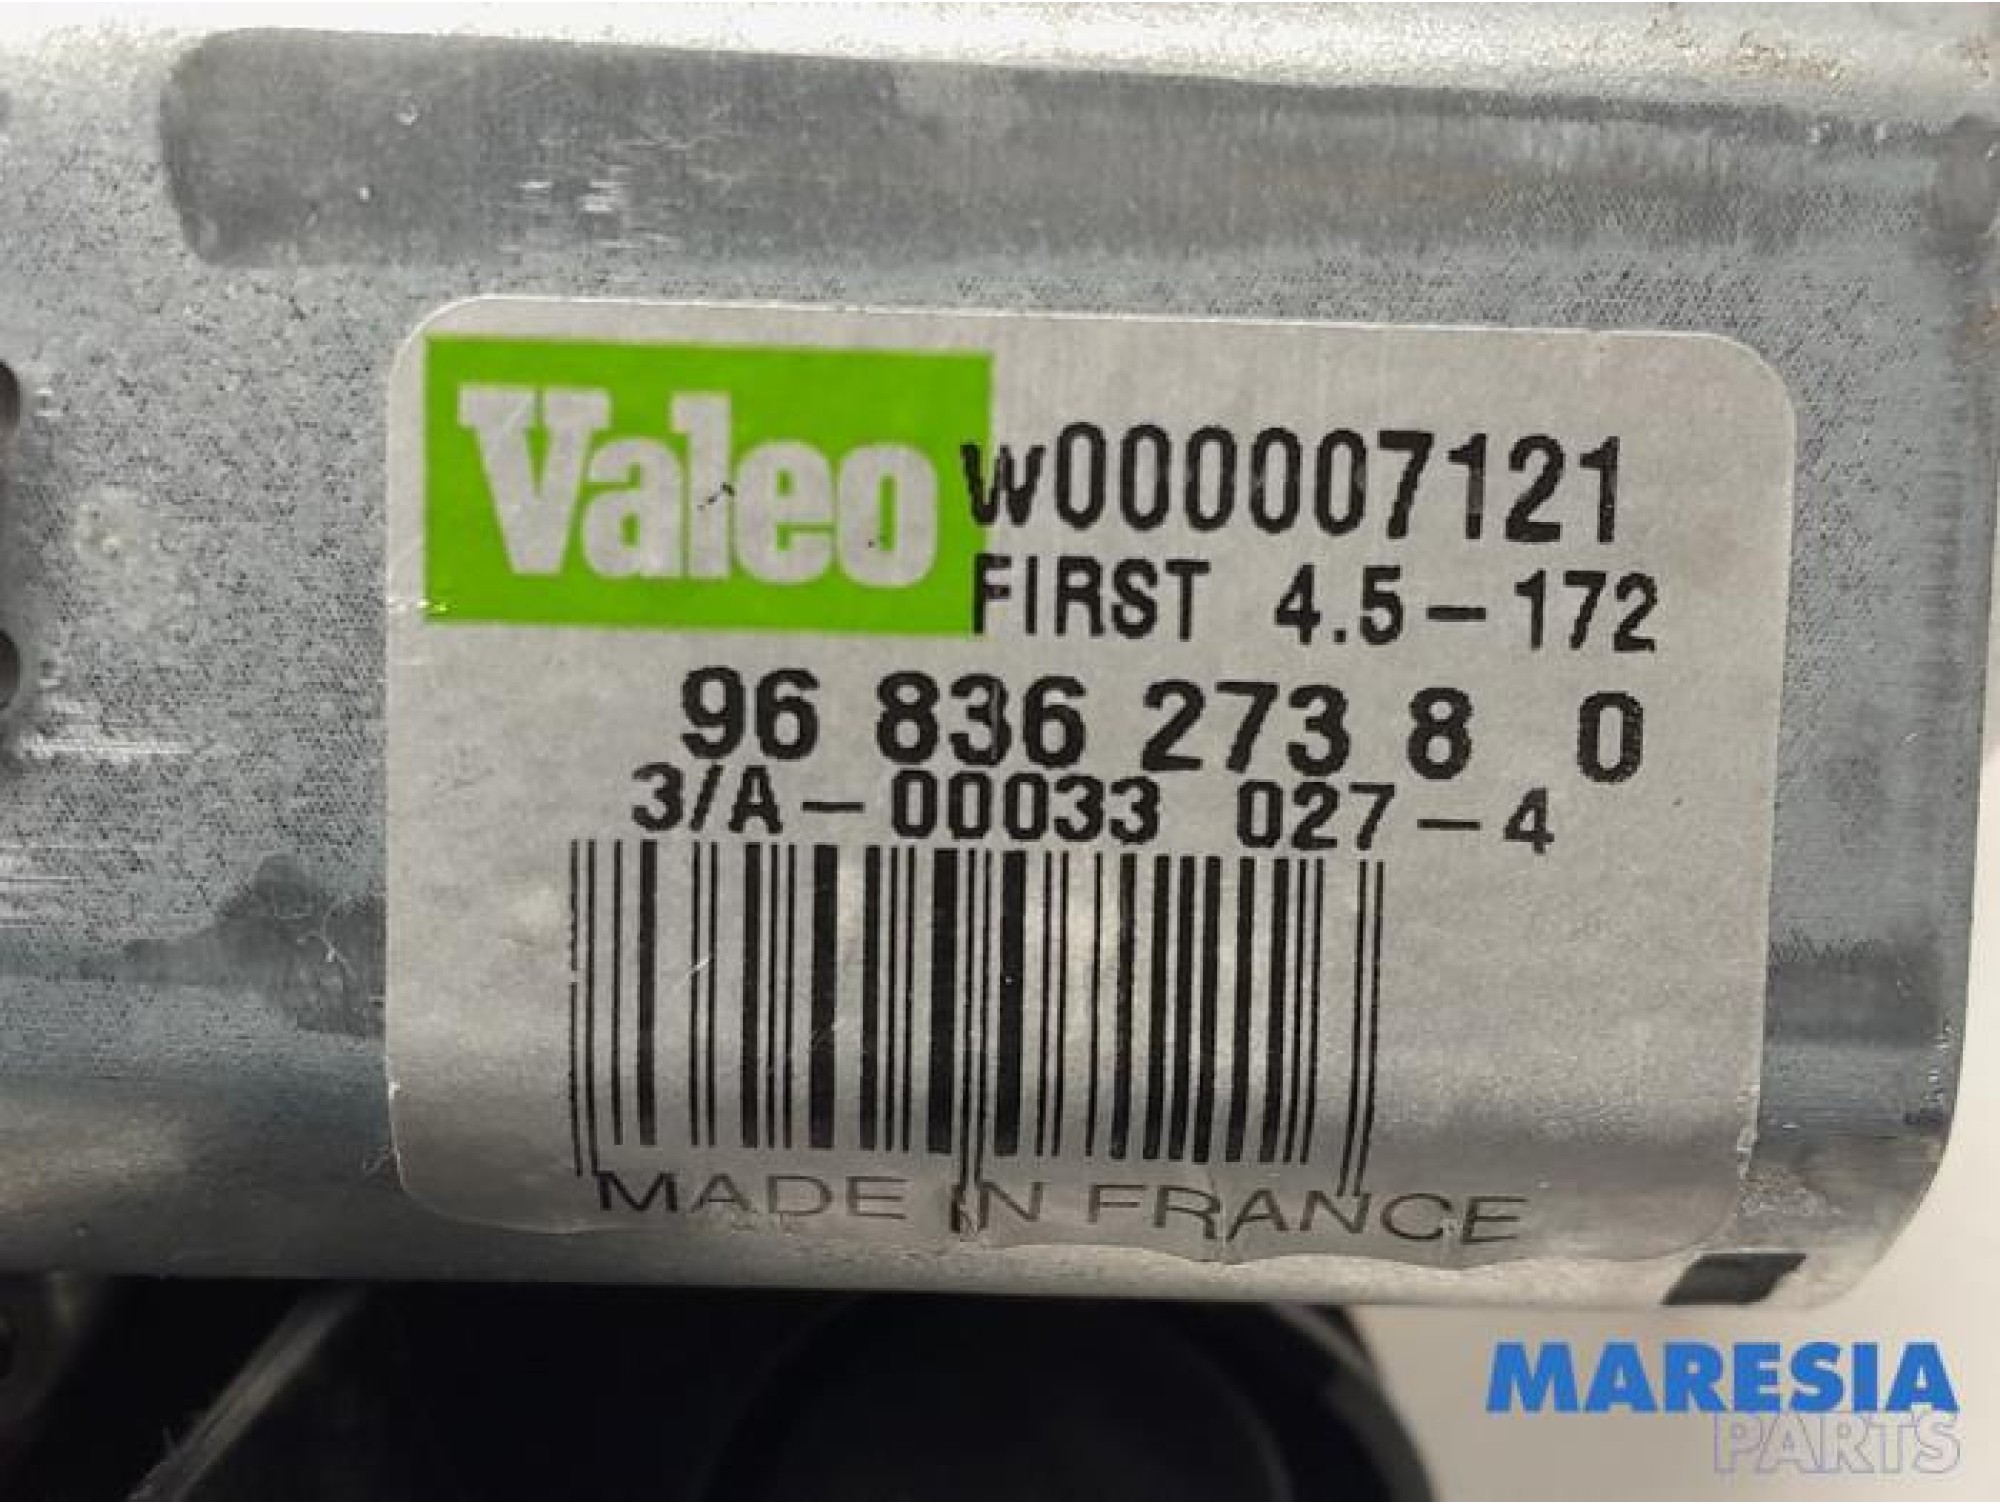 Valeo
W000007121
FIRST 4.5-172
96 836 273 8 0
3/A-00033 027-4
MADE IN FRANCE
MARESIA
PARTS